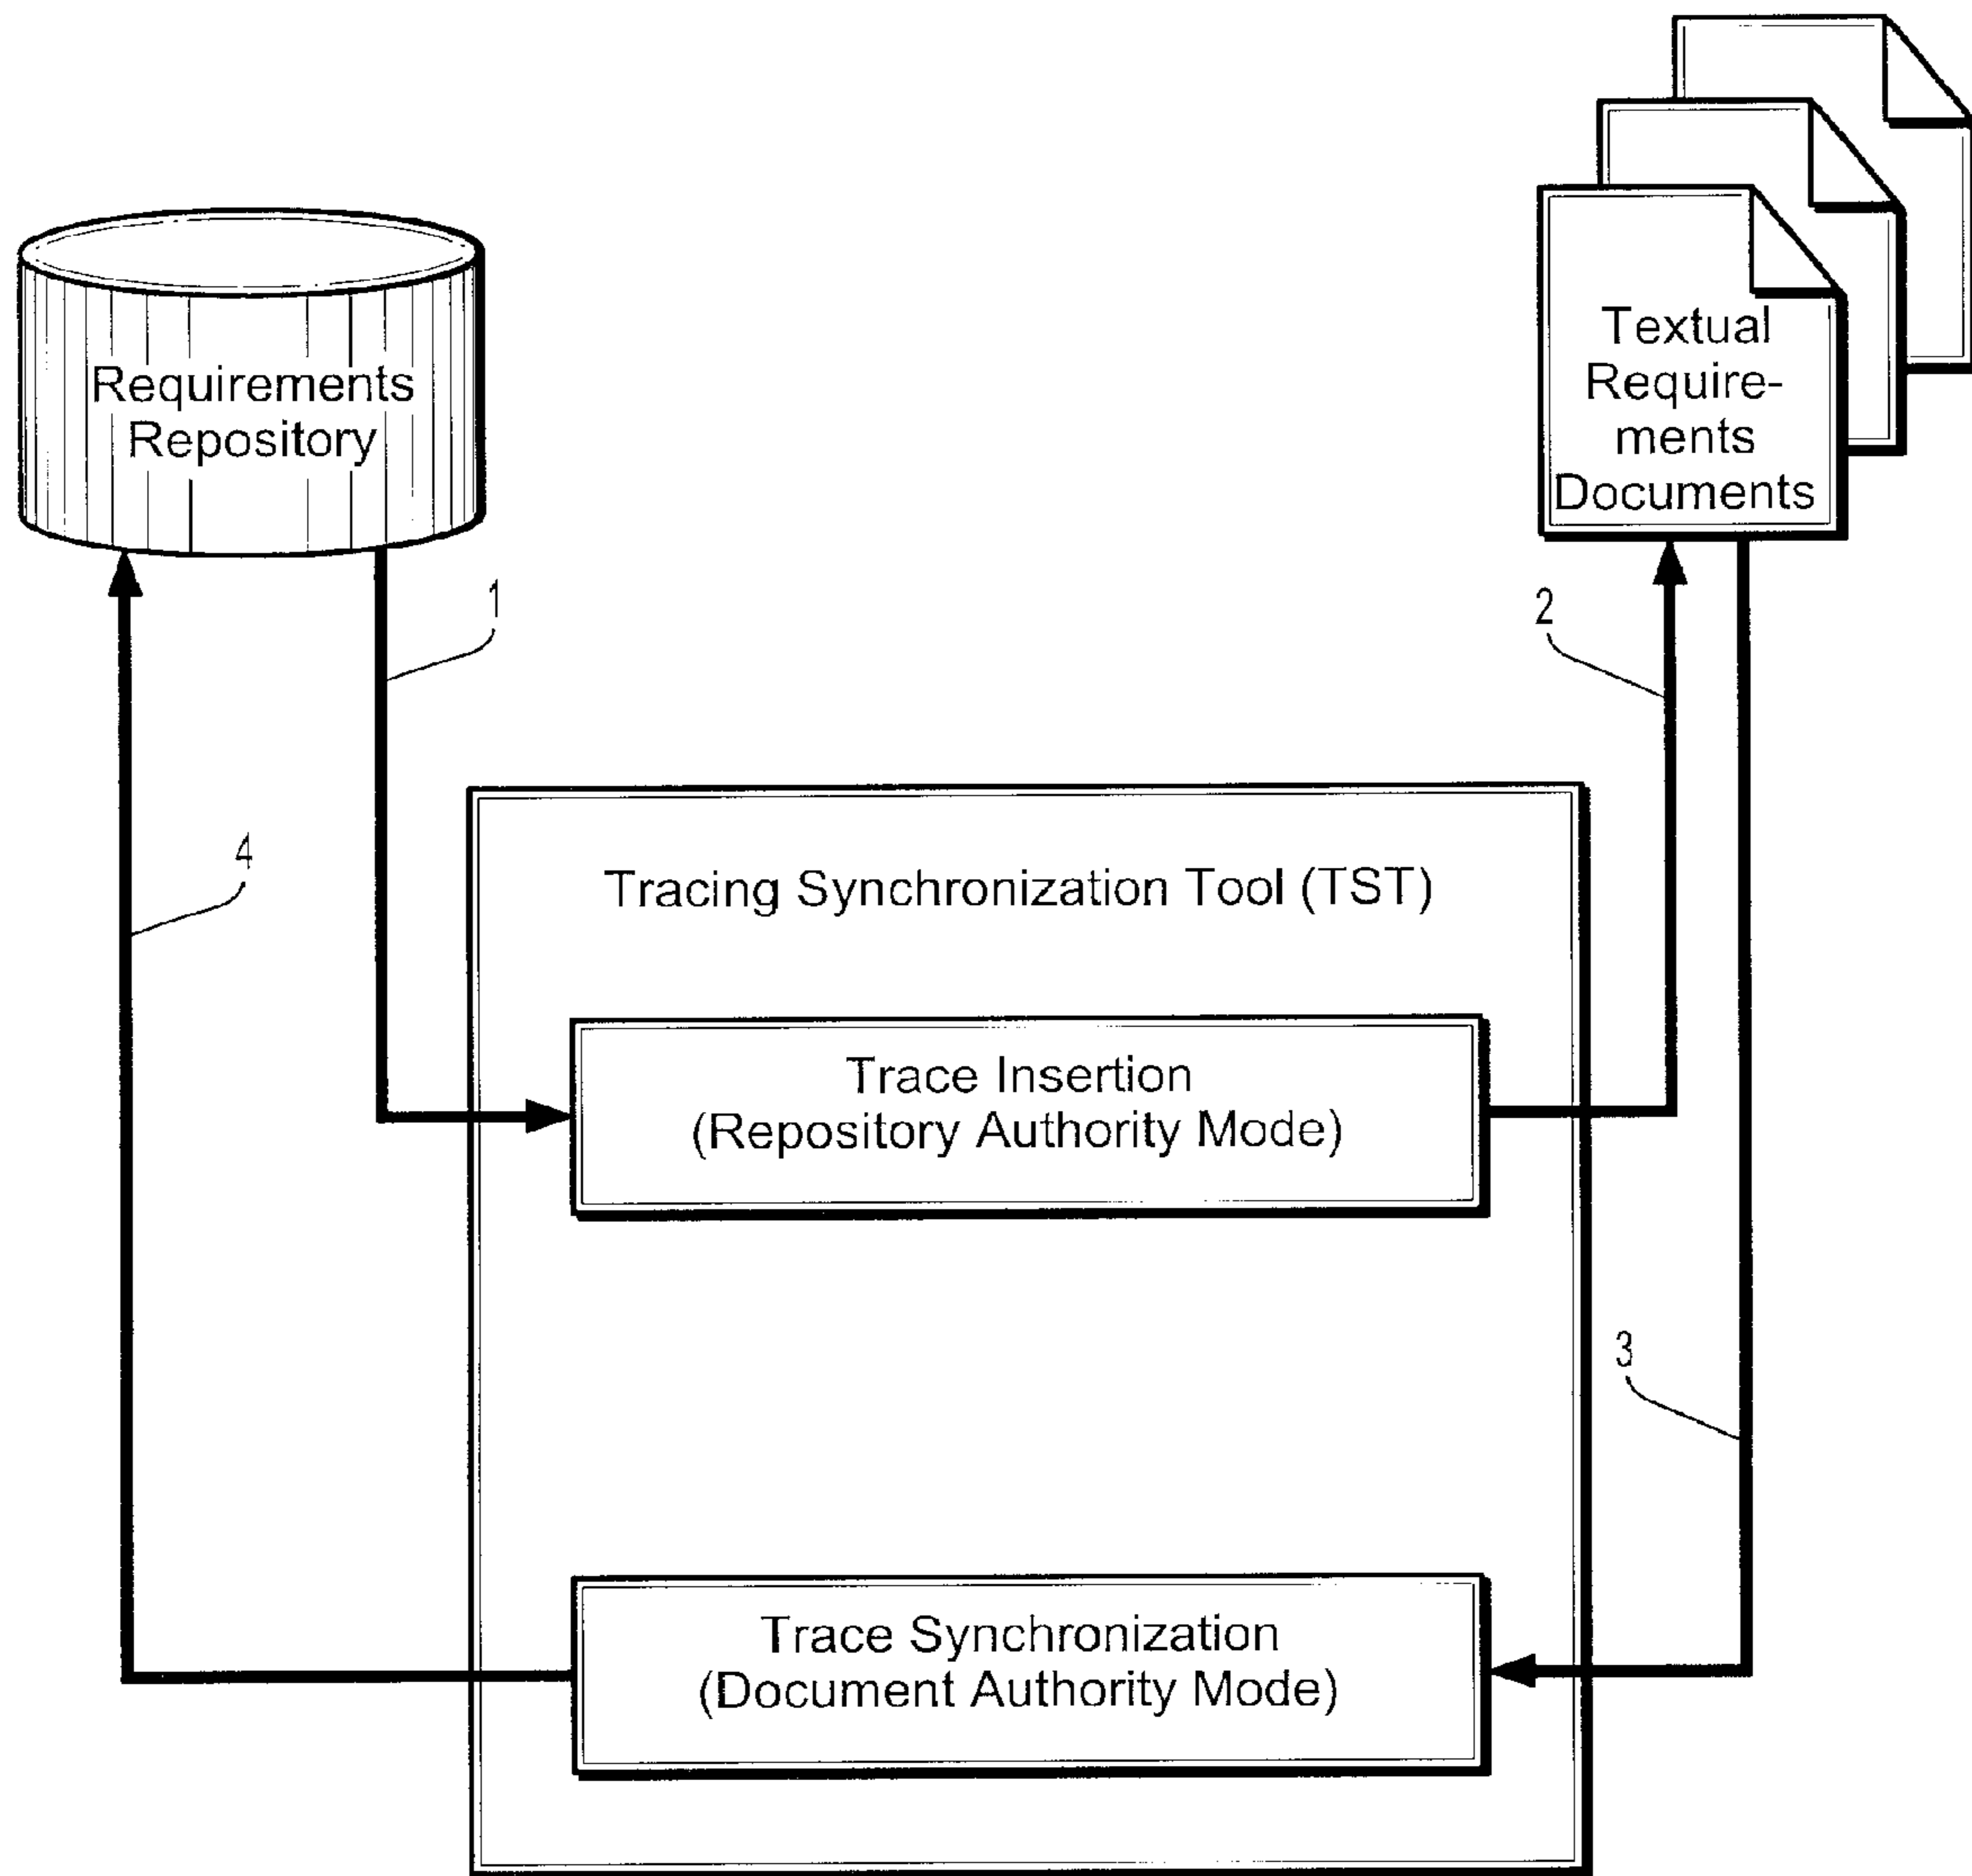 Textual
Require-
ments
Documents
Requirements
Repository
1
2
4
Tracing Synchronization Tool (TST)
Trace Insertion
(Repository Authority Mode)
3
Trace Synchronization
(Document Authority Mode)